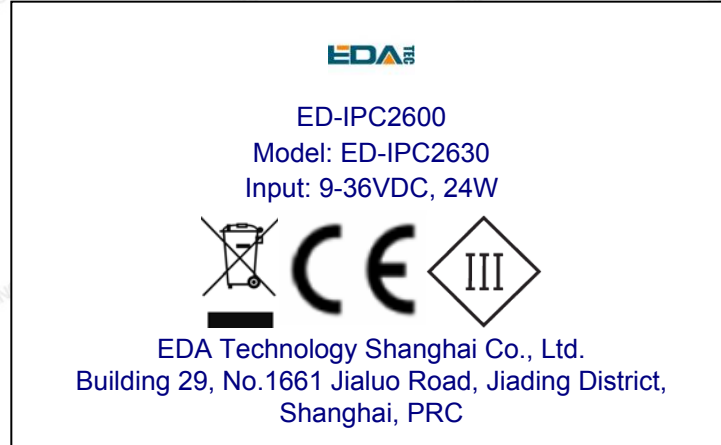 EDA TEC
ED-IPC2600
Model: ED-IPC2630
Input: 9-36VDC, 24W
CE III
EDA Technology Shanghai Co., Ltd.
Building 29, No.1661 Jialuo Road, Jiading District,
Shanghai, PRC